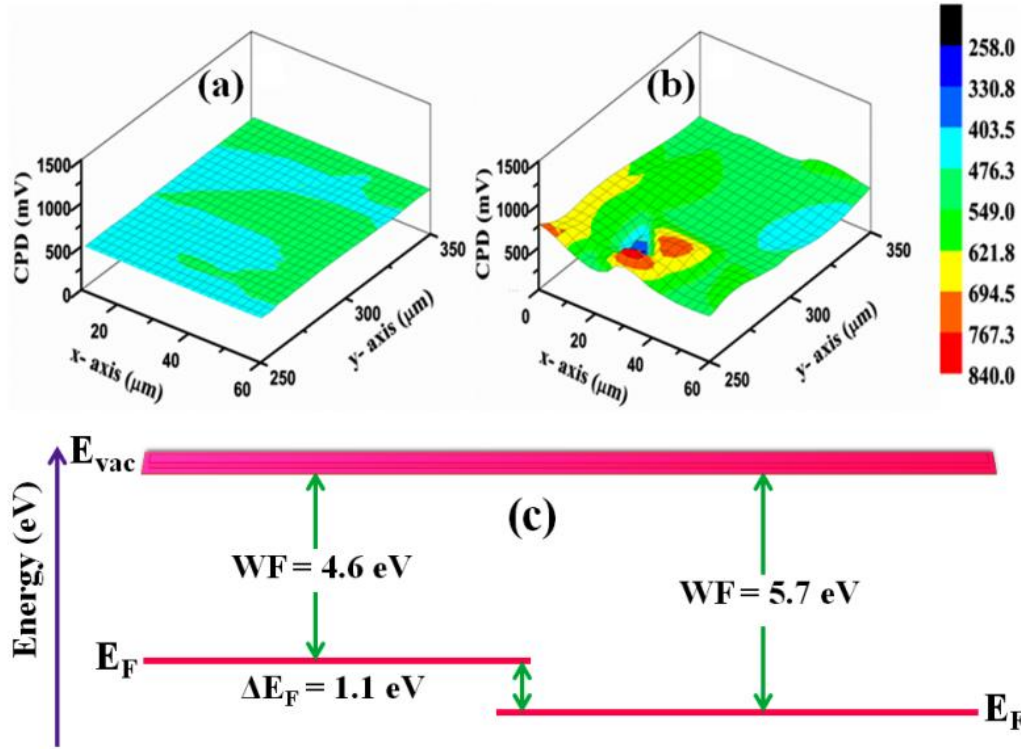 (a)
CPD (mV)
1500
1000
500
0
20
40
60
x- axis (μm)
250
300
350
y- axis (μm)
(b)
CPD (mV)
1500
1000
500
0
20
40
60
x- axis (μm)
250
300
350
y- axis (μm)
258.0
330.8
403.5
476.3
549.0
621.8
694.5
767.3
840.0
Energy (eV)
Evac
(c)
WF = 4.6 eV
WF = 5.7 eV
EF
ΔEF = 1.1 eV
EF